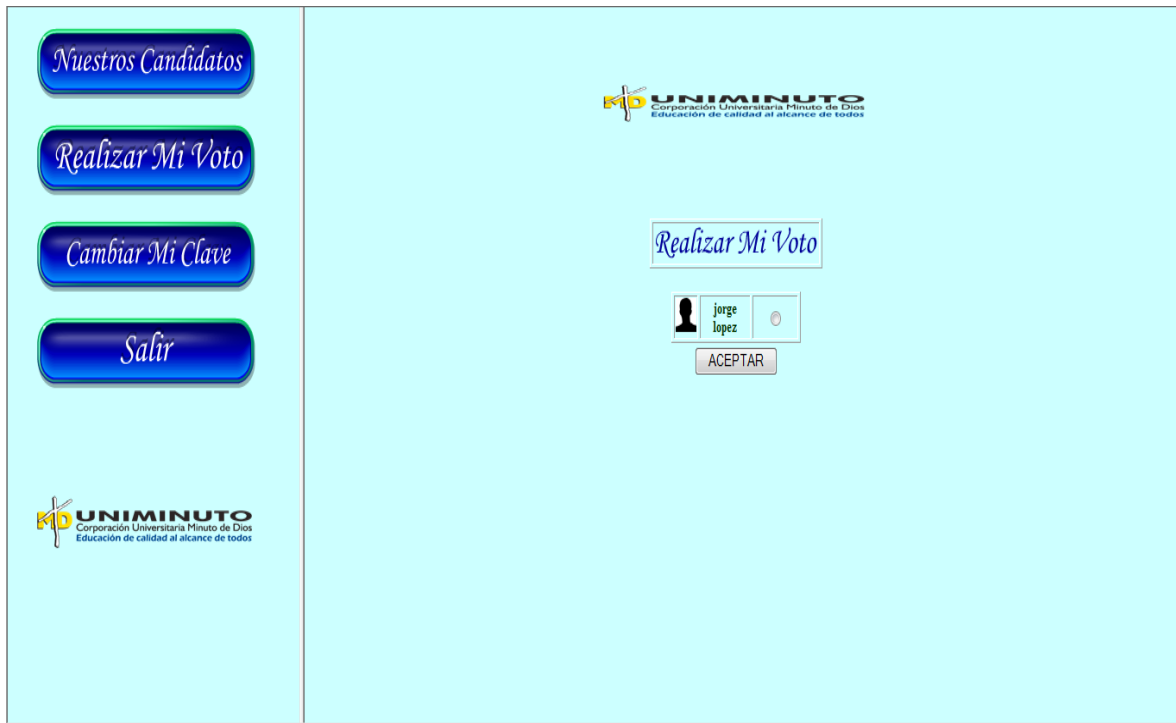 Nuestros Candidatos
Realizar Mi Voto
Cambiar Mi Clave
Salir
MD UNIMINUTO
Corporación Universitaria Minuto de Dios
Educación de calidad al alcance de todos
MD UNIMINUTO
Corporación Universitaria Minuto de Dios
Educación de calidad al alcance de todos
Realizar Mi Voto
jorge
lopez
ACEPTAR